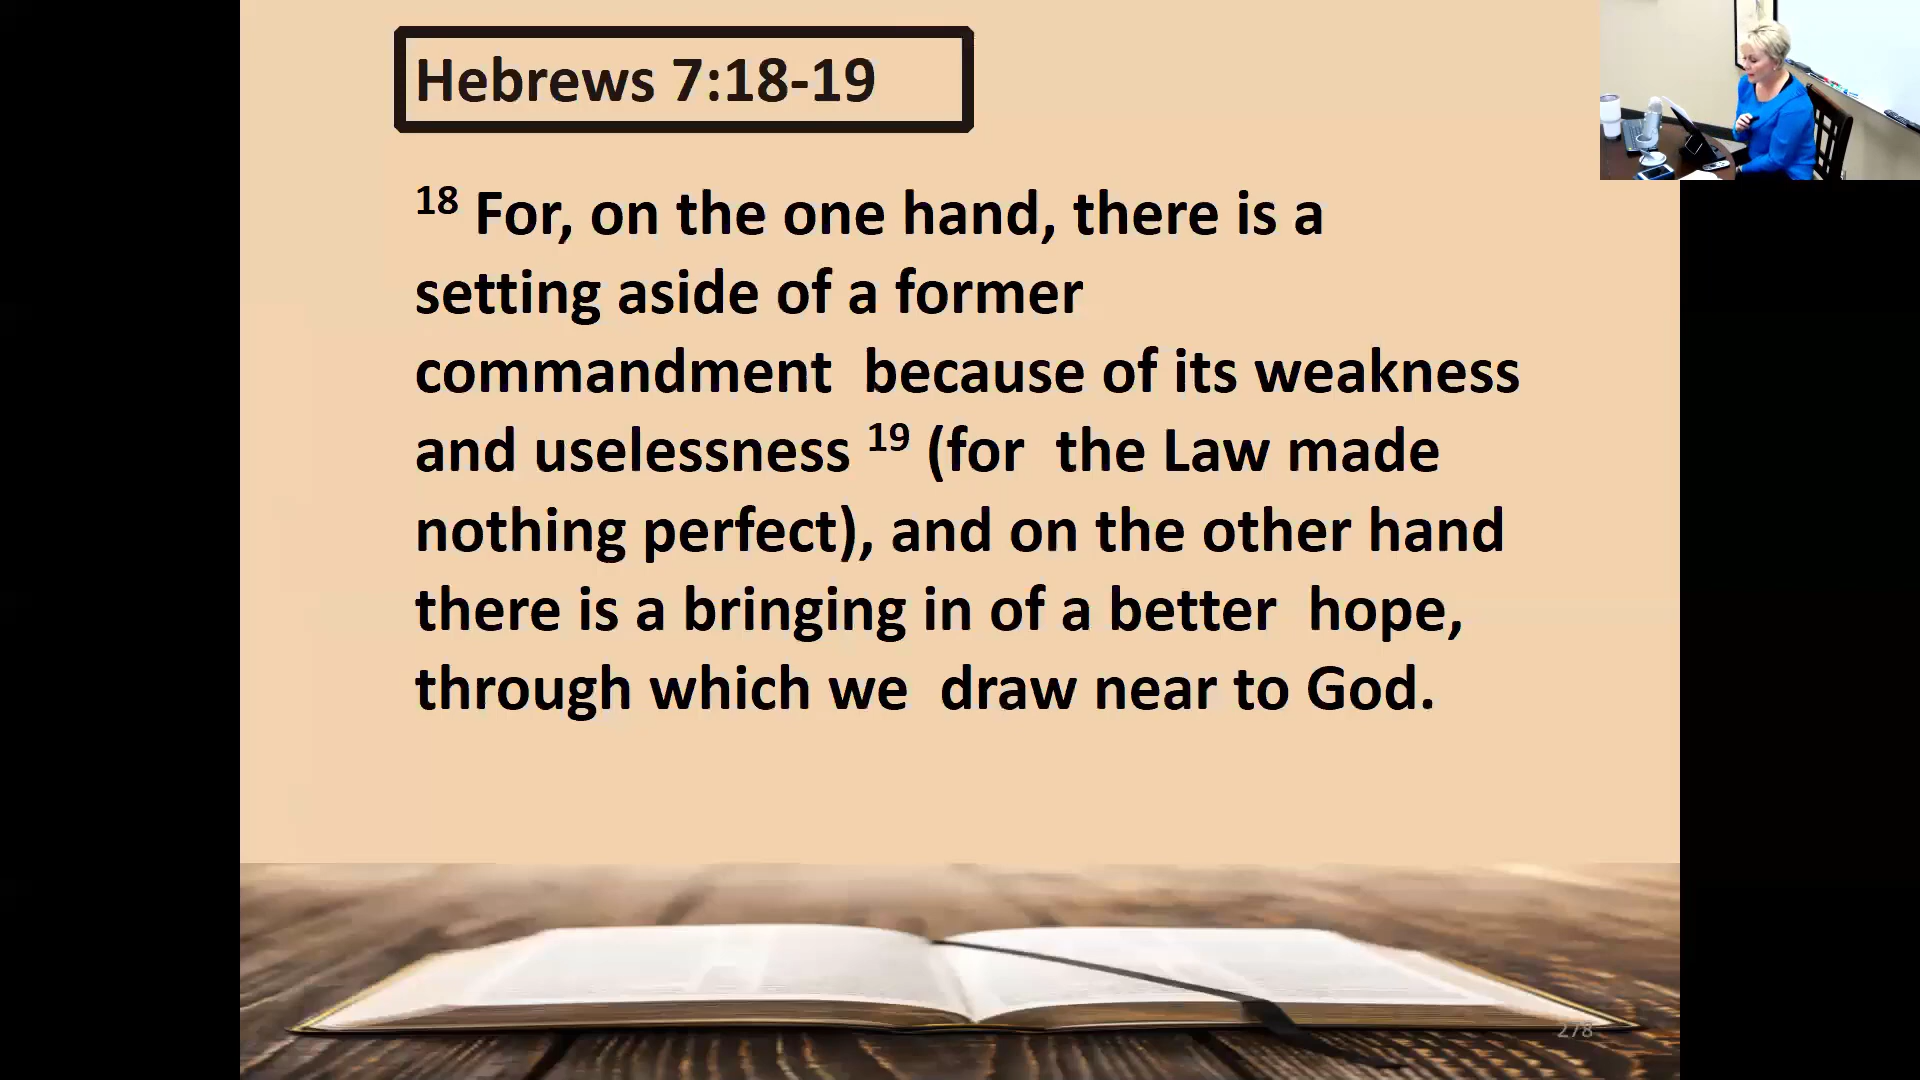 Hebrews 7:18-19
18 For, on the one hand, there is a
setting aside of a former
commandment because of its weakness
and uselessness 19 (for the Law made
nothing perfect), and on the other hand
there is a bringing in of a better hope,
through which we draw near to God.
278